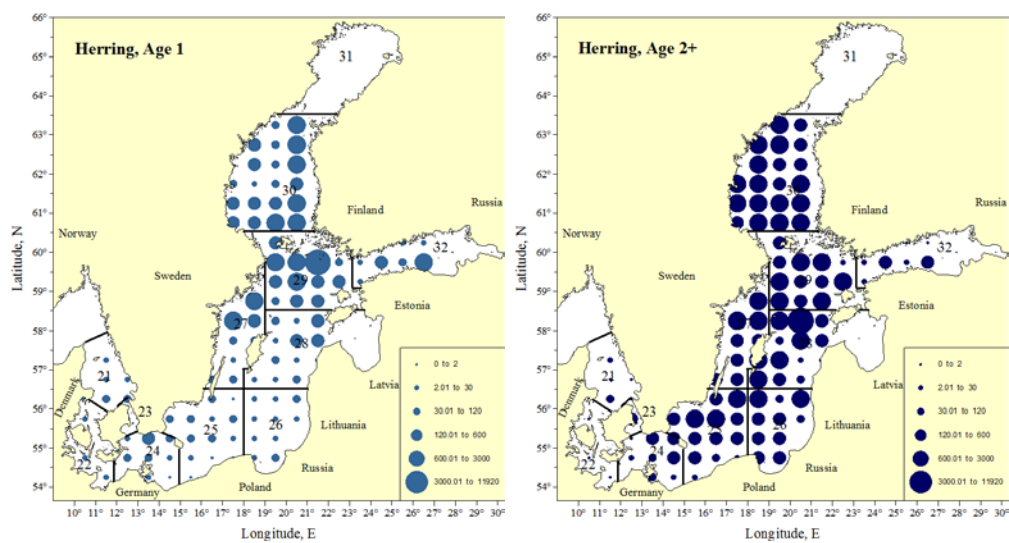 Herring, Age 1
66°
65°
64°
63°
62°
61°
60°
59°
58°
57°
56°
55°
54°
Latitude, N
31
30
Finland
Russia
Norway
32
Sweden
29
Estonia
27
28
21
Latvia
Denmark
23
Lithuania
25
26
24
22
Russia
Germany
Poland
0 to 2
2.01 to 30
30.01 to 120
120.01 to 600
600.01 to 3000
3000.01 to 11920
10° 11° 12° 13° 14° 15° 16° 17° 18° 19° 20° 21° 22° 23° 24° 25° 26° 27° 28° 29° 30°
Longitude, E
Herring, Age 2+
66°
65°
64°
63°
62°
61°
60°
59°
58°
57°
56°
55°
54°
Latitude, N
31
30
Finland
Russia
Norway
32
Sweden
Estonia
21
Latvia
Denmark
23
Lithuania
26
24
22
Russia
Germany
Poland
0 to 2
2.01 to 30
30.01 to 120
120.01 to 600
600.01 to 3000
3000.01 to 11920
10° 11° 12° 13° 14° 15° 16° 17° 18° 19° 20° 21° 22° 23° 24° 25° 26° 27° 28° 29° 30°
Longitude, E